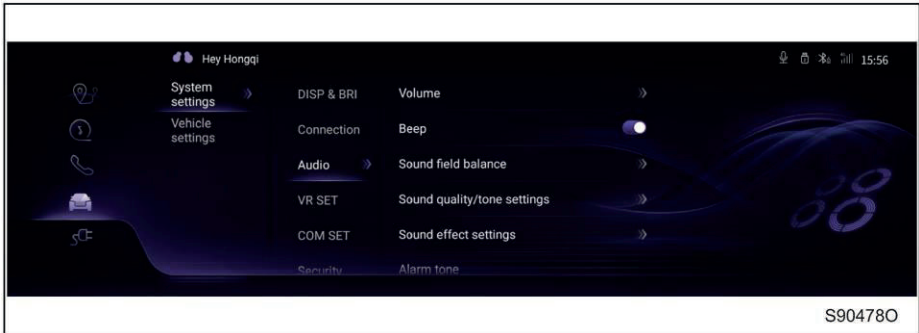 Hey Hongqi
15:56
System
settings
Vehicle
settings
DISP & BRI
Connection
Audio
VR SET
COM SET
Security
Volume
Beep
Sound field balance
Sound quality/tone settings
Sound effect settings
Alarm tone
S90478O